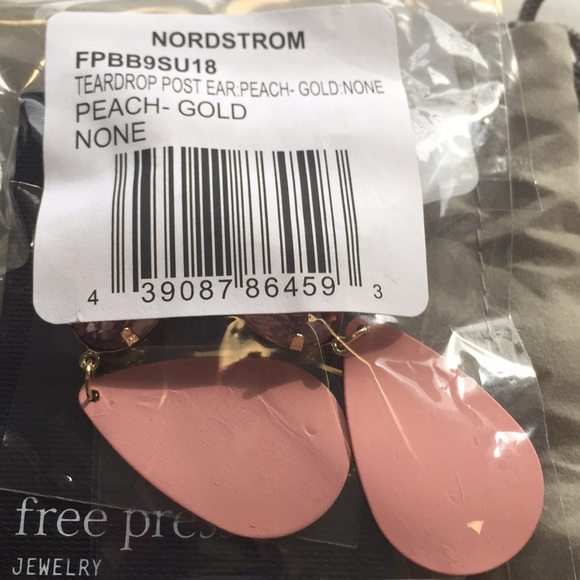 NORDSTROM
FPBB9SU18
TEARDROP POST EAR:PEACH- GOLD:NONE
PEACH- GOLD
NONE
4 39087 86459 3
free press
JEWELRY